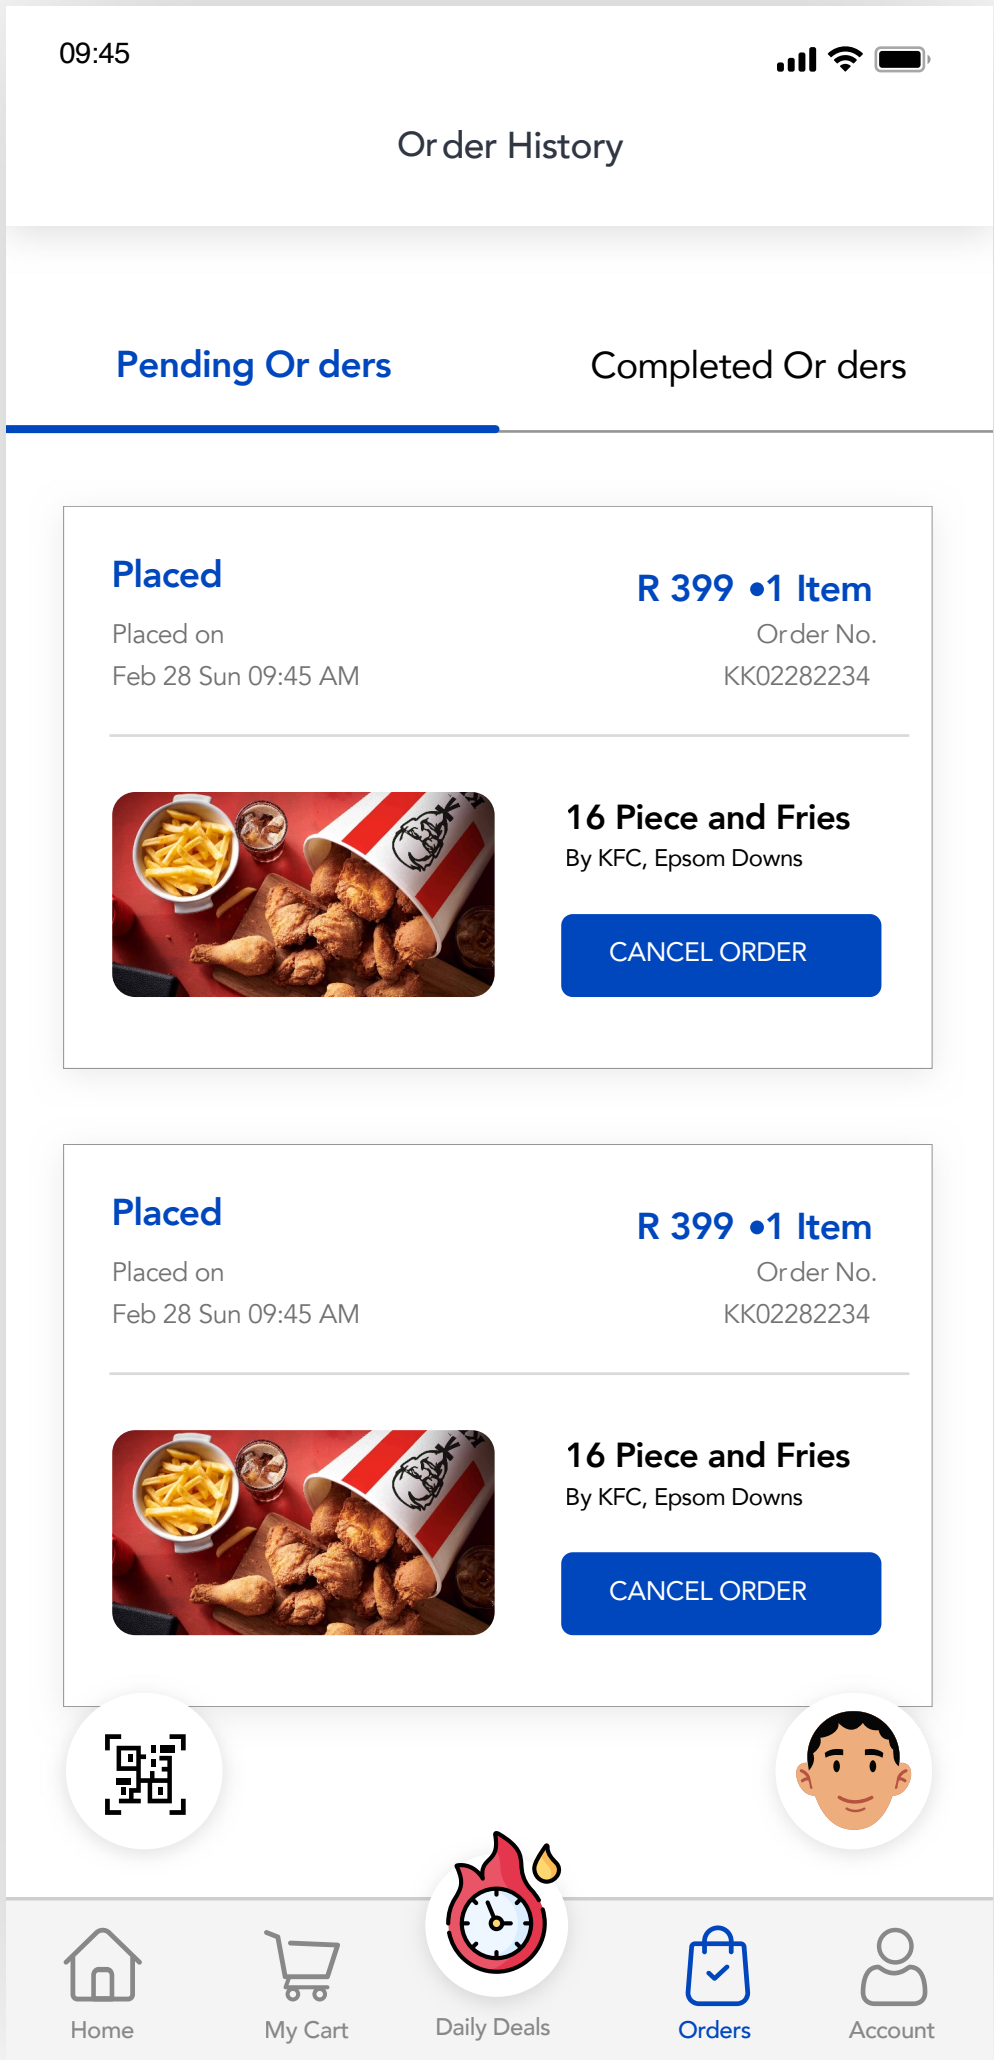 09:45
Order History
Pending Orders
Completed Orders
Placed
R 399 •1 Item
Placed on
Order No.
Feb 28 Sun 09:45 AM
KK02282234
16 Piece and Fries
By KFC, Epsom Downs
CANCEL ORDER
Placed
R 399 •1 Item
Placed on
Order No.
Feb 28 Sun 09:45 AM
KK02282234
16 Piece and Fries
By KFC, Epsom Downs
CANCEL ORDER
Home
My Cart
Daily Deals
Orders
Account